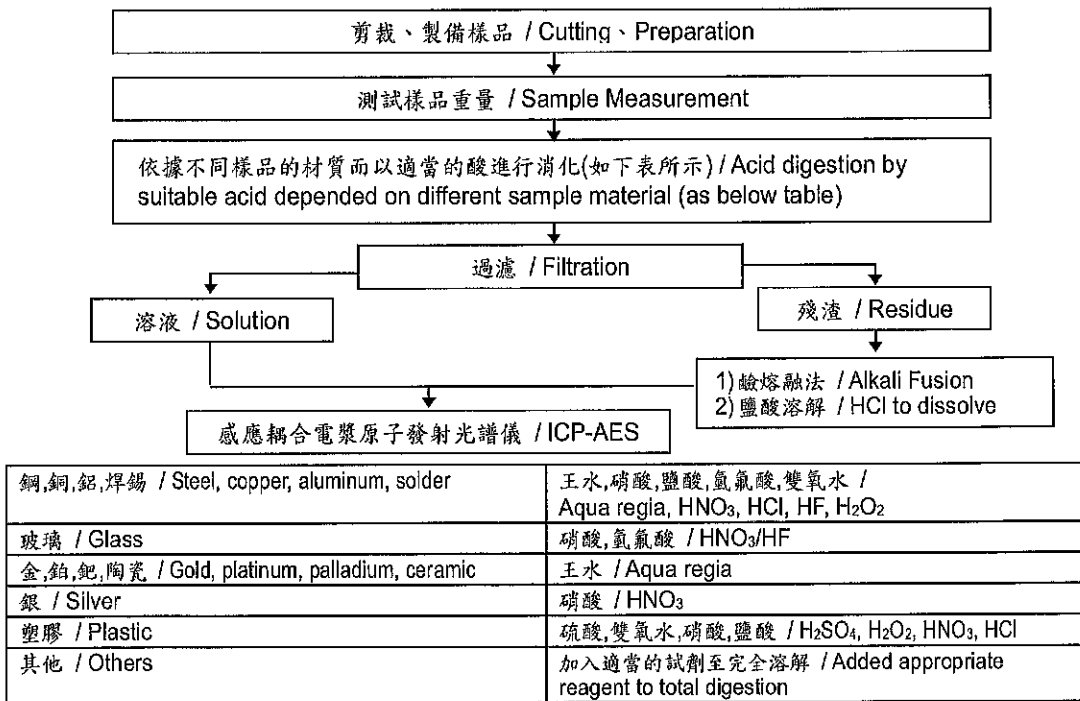 剪裁、製備樣品 / Cutting、Preparation
測試樣品重量 / Sample Measurement
依據不同樣品的材質而以適當的酸進行消化(如下表所示) / Acid digestion by
suitable acid depended on different sample material (as below table)
過濾 / Filtration
溶液 / Solution
殘渣 / Residue
1)鹼熔融法 / Alkali Fusion
2)鹽酸溶解 / HCl to dissolve
感應耦合電漿原子發射光譜儀 / ICP-AES
鋼,銅,鋁,焊錫 / Steel, copper, aluminum, solder
王水,硝酸,鹽酸,氫氟酸,雙氧水 /
Aqua regia, HNO₃, HCl, HF, H₂O₂
玻璃 / Glass
硝酸,氫氟酸 / HNO₃/HF
金,鉑,鈀,陶瓷 / Gold, platinum, palladium, ceramic
王水 / Aqua regia
銀 / Silver
硝酸 / HNO₃
塑膠 / Plastic
硫酸,雙氧水,硝酸,鹽酸 / H₂SO₄, H₂O₂, HNO₃, HCl
其他 / Others
加入適當的試劑至完全溶解 / Added appropriate
reagent to total digestion